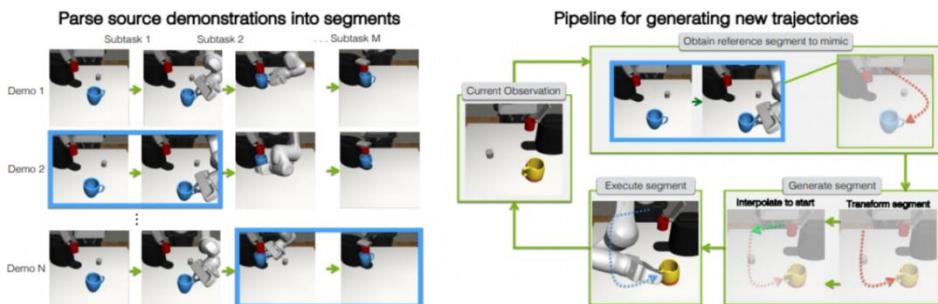 Parse source demonstrations into segments
Subtask 1
Subtask 2
. . . Subtask M
Demo 1
Demo 2
Demo N
Pipeline for generating new trajectories
Obtain reference segment to mimic
Current Observation
Execute segment
Generate segment
Interpolate to start
Transform segment